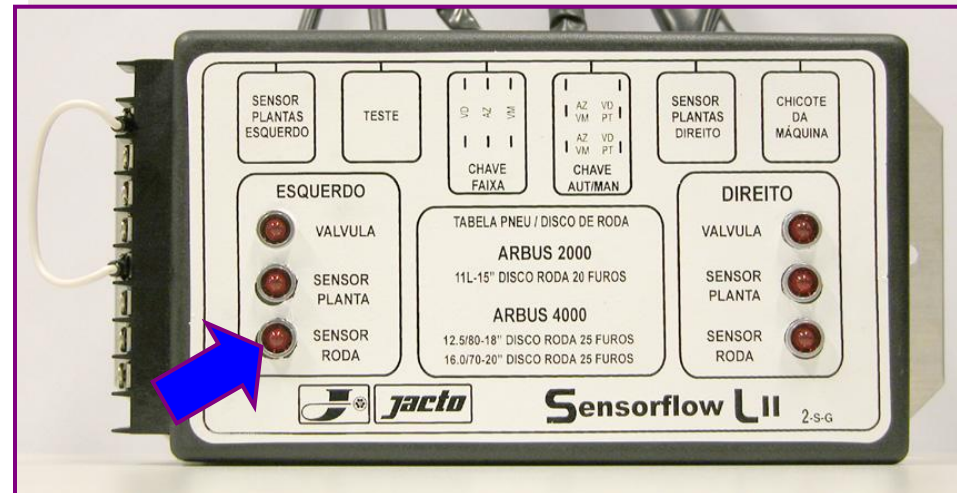 SENSOR
PLANTAS
ESQUERDO
TESTE
VD AZ VM
CHAVE
FAIXA
AZ VD
VM PT
AZ VD
VM PT
CHAVE
AUT/MAN
SENSOR
PLANTAS
DIREITO
CHICOTE
DA
MÁQUINA
ESQUERDO
VALVULA
SENSOR
PLANTA
SENSOR
RODA
TABELA PNEU / DISCO DE RODA
ARBUS 2000
11L-15" DISCO RODA 20 FUROS
ARBUS 4000
12.5/80-18" DISCO RODA 25 FUROS
16.0/70-20" DISCO RODA 25 FUROS
DIREITO
VALVULA
SENSOR
PLANTA
SENSOR
RODA
J ® Jacto
Sensorflow L II 2-S-G